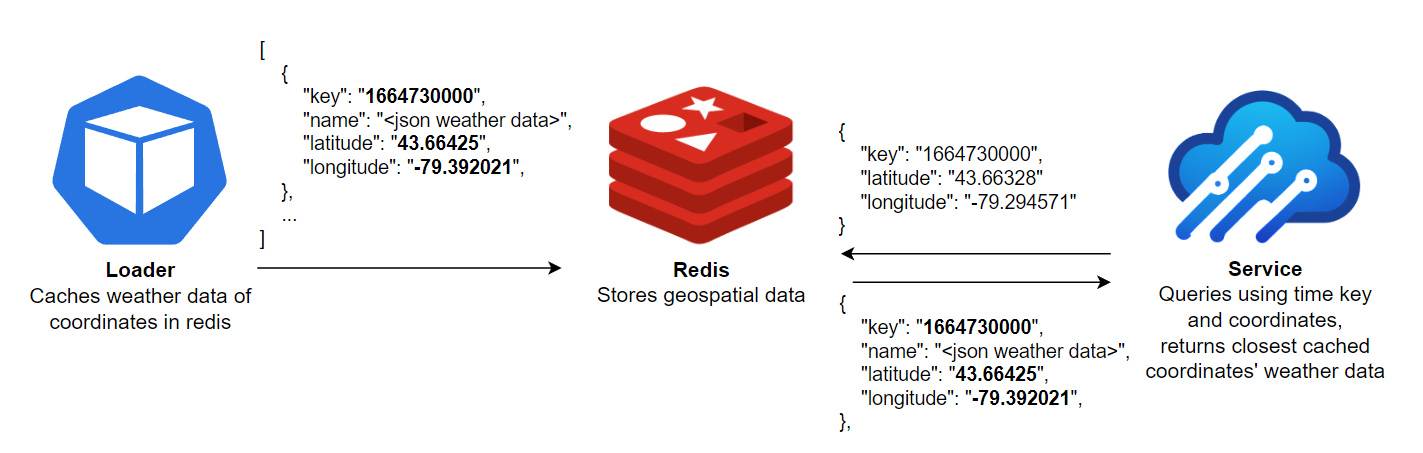 [
{
"key": "1664730000",
"name": "<json weather data>",
"latitude": "43.66425",
"longitude": "-79.392021",
},
...
]
Loader
Caches weather data of
coordinates in redis
Redis
Stores geospatial data
{
"key": "1664730000",
"latitude": "43.66328"
"longitude": "-79.294571"
}
{
"key": "1664730000",
"name": "<json weather data>",
"latitude": "43.66425",
"longitude": "-79.392021",
},
Service
Queries using time key
and coordinates,
returns closest cached
coordinates' weather data